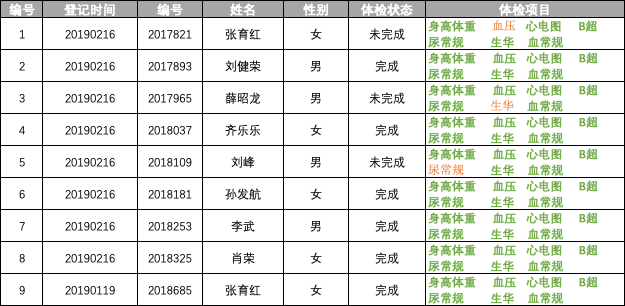 编号 登记时间 编号 姓名 性别 体检状态 体检项目
1 20190216 2017821 张育红 女 未完成 身高体重 血压 心电图 B超
尿常规 生华 血常规
2 20190216 2017893 刘健荣 男 完成 身高体重 血压 心电图 B超
尿常规 生华 血常规
3 20190216 2017965 薛昭龙 男 未完成 身高体重 血压 心电图 B超
尿常规 生华 血常规
4 20190216 2018037 齐乐乐 女 完成 身高体重 血压 心电图 B超
尿常规 生华 血常规
5 20190216 2018109 刘峰 男 未完成 身高体重 血压 心电图 B超
尿常规 生华 血常规
6 20190216 2018181 孙发航 女 完成 身高体重 血压 心电图 B超
尿常规 生华 血常规
7 20190216 2018253 李武 男 完成 身高体重 血压 心电图 B超
尿常规 生华 血常规
8 20190216 2018325 肖荣 女 完成 身高体重 血压 心电图 B超
尿常规 生华 血常规
9 20190119 2018685 张育红 女 完成 身高体重 血压 心电图 B超
尿常规 生华 血常规